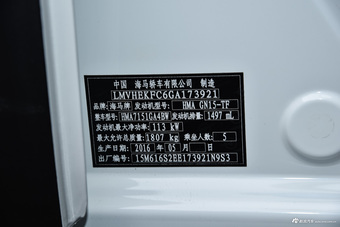 中国 海马轿车有限公司 制造
LMVHEKFC6GA173921
品牌: 海马牌 发动机型号: HMA GN15-TF
整车型号: HMA7151GA4BW 发动机排量: 1497 mL
发动机最大净功率: 113 kW
最大允许总质量: 1807 kg 乘坐人数: 5
生产日期: 2016 年 05 月 日
出厂编号: 15M616S2EE173921N9S3